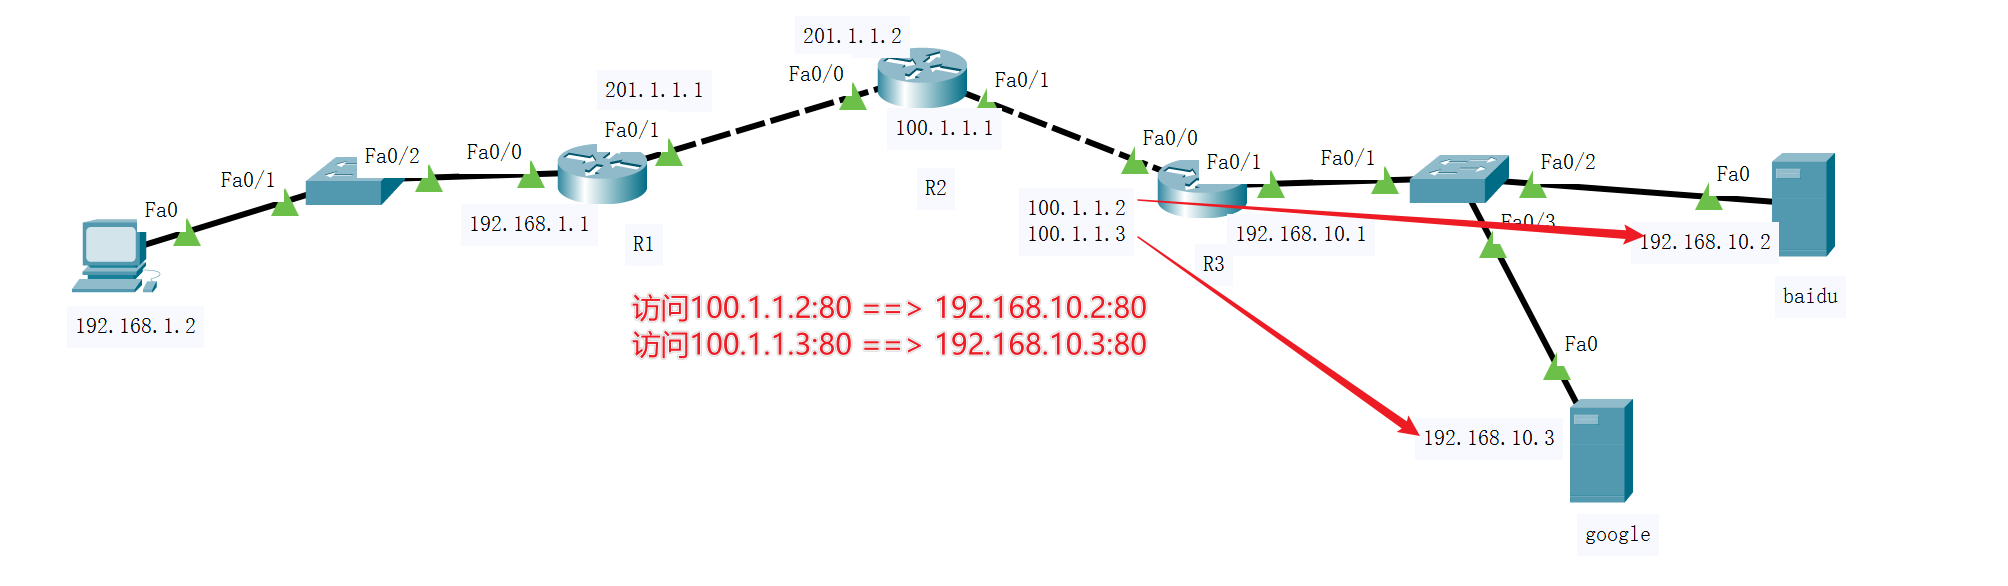 201.1.1.2
Fa0/0
Fa0/1
201.1.1.1
Fa0/1
100.1.1.1
Fa0/0
Fa0/2
Fa0/0
Fa0/1
Fa0/1
Fa0/2
Fa0
Fa0/1
R2
Fa0
192.168.1.1
100.1.1.2
100.1.1.3
Fa0/3
192.168.10.1
192.168.10.2
R1
R3
baidu
192.168.1.2
访问100.1.1.2:80 ==> 192.168.10.2:80
访问100.1.1.3:80 ==> 192.168.10.3:80
Fa0
192.168.10.3
google